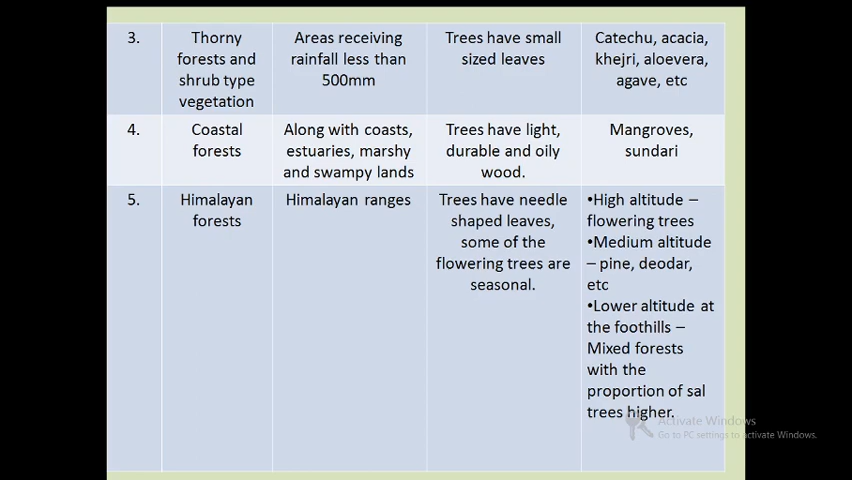 3.
Thorny
forests and
shrub type
vegetation
Areas receiving
rainfall less than
500mm
Trees have small
sized leaves
Catechu, acacia,
khejri, aloevera,
agave, etc
4.
Coastal
forests
Along with coasts,
estuaries, marshy
and swampy lands
Trees have light,
durable and oily
wood.
Mangroves,
sundari
5.
Himalayan
forests
Himalayan ranges
Trees have needle
shaped leaves,
some of the
flowering trees are
seasonal.
•High altitude –
flowering trees
•Medium altitude
– pine, deodar,
etc
•Lower altitude at
the foothills –
Mixed forests
with the
proportion of sal
trees higher.
Activate Windows
Go to PC settings to activate Windows.